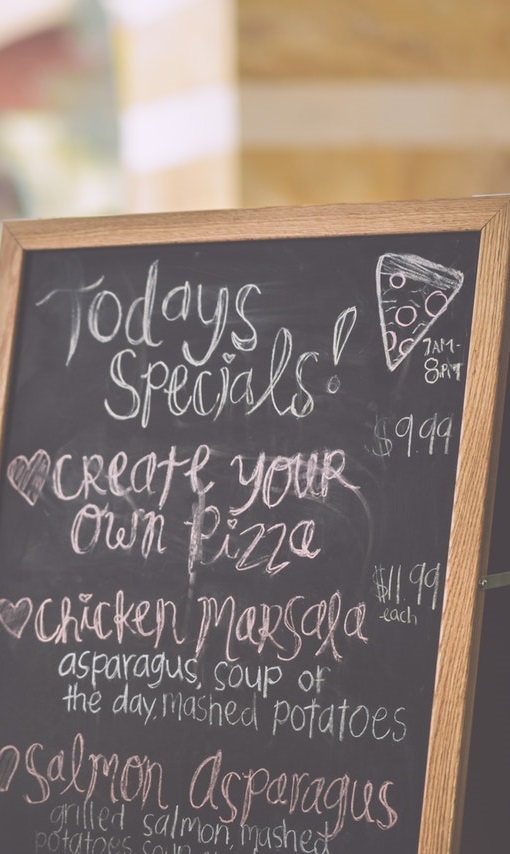 Todays
Specials!
7AM-
8PM
$9.99
Create your
Own Pizza
$11.99
each
Chicken Marsala
asparagus, soup of
the day, mashed potatoes
Salmon Asparagus
grilled salmon, mashed
potatoes, soup